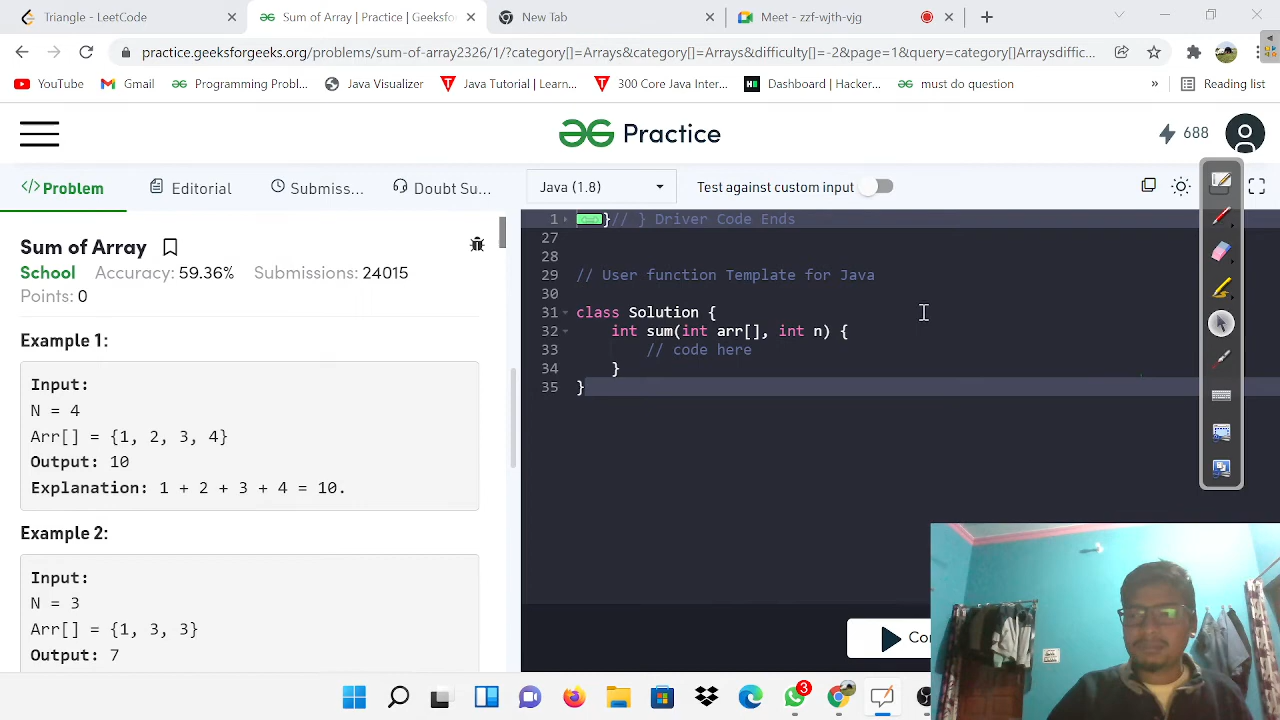 Triangle - LeetCode
Sum of Array | Practice | Geeksfor
New Tab
Meet - zzf-wjth-vjg
practice.geeksforgeeks.org/problems/sum-of-array2326/1/?category[]=Arrays&category[]=Arrays&difficulty[]=-2&page=1&query=category[]Arraysdiffic...
YouTube
Gmail
Programming Probl...
Java Visualizer
Java Tutorial | Learn...
300 Core Java Inter...
Dashboard | Hacker...
must do question
»
Reading list
Practice
688
</> Problem
Editorial
Submiss...
Doubt Su...
Java (1.8)
Test against custom input
Sum of Array
School Accuracy: 59.36% Submissions: 24015
Points: 0
Example 1:
Input:
N = 4
Arr[] = {1, 2, 3, 4}
Output: 10
Explanation: 1 + 2 + 3 + 4 = 10.
Example 2:
Input:
N = 3
Arr[] = {1, 3, 3}
Output: 7
1 }// } Driver Code Ends
27
28
29 // User function Template for Java
30
31 class Solution {
32 int sum(int arr[], int n) {
33 // code here
34 }
35 }
Co
3